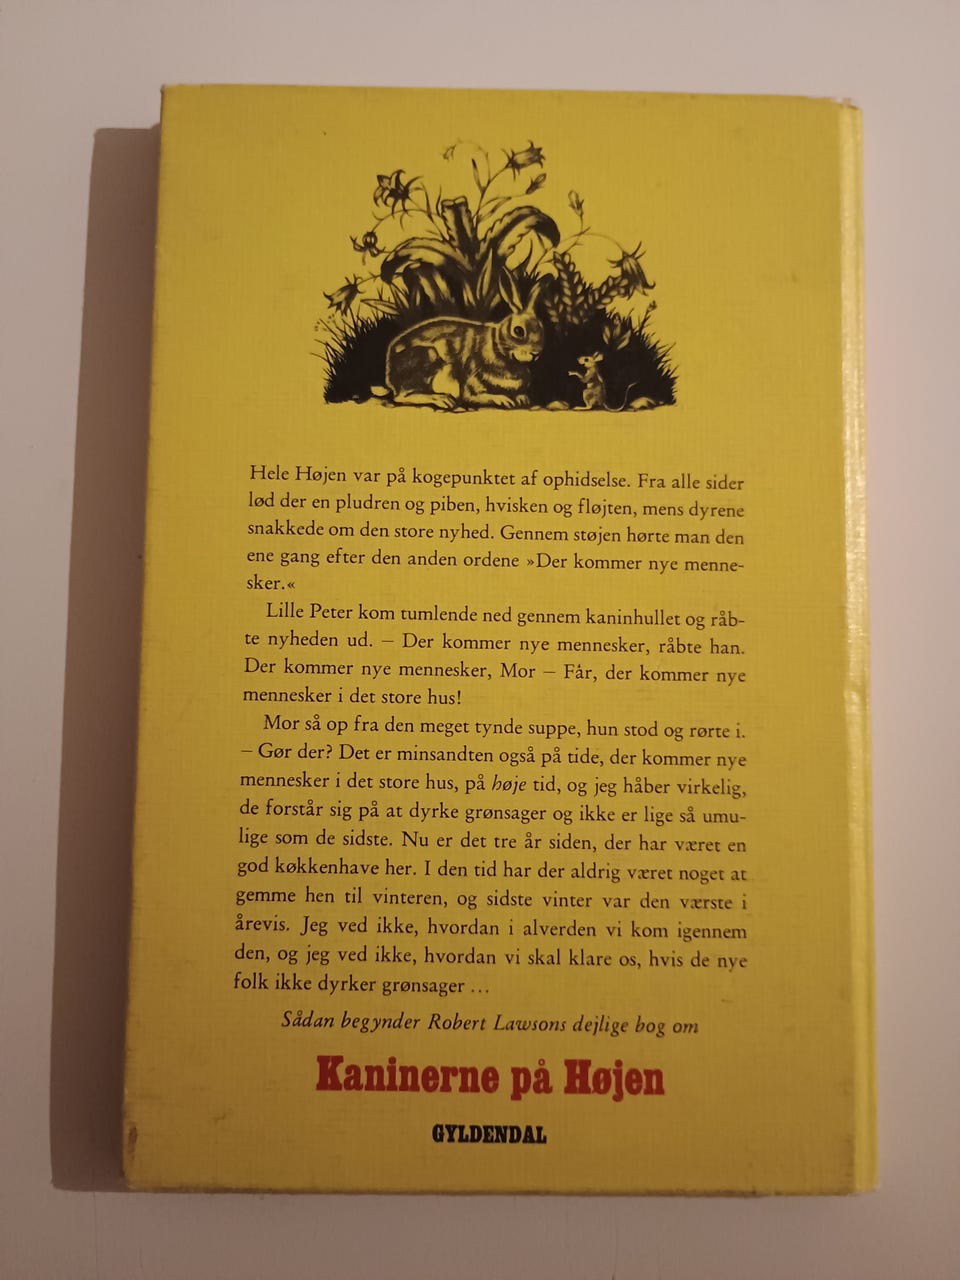 Hele Højen var på kogepunktet af ophidselse. Fra alle sider
lød der en pludren og piben, hvisken og fløjten, mens dyrene
snakkede om den store nyhed. Gennem støjen hørte man den
ene gang efter den anden ordene »Der kommer nye menne-
sker.«
Lille Peter kom tumlende ned gennem kaninhullet og råb-
te nyheden ud. – Der kommer nye mennesker, råbte han.
Der kommer nye mennesker, Mor – Får, der kommer nye
mennesker i det store hus!
Mor så op fra den meget tynde suppe, hun stod og rørte i.
– Gør der? Det er minsandten også på tide, der kommer nye
mennesker i det store hus, på høje tid, og jeg håber virkelig,
de forstår sig på at dyrke grønsager og ikke er lige så umu-
lige som de sidste. Nu er det tre år siden, der har været en
god køkkenhave her. I den tid har der aldrig været noget at
gemme hen til vinteren, og sidste vinter var den værste i
årevis. Jeg ved ikke, hvordan i alverden vi kom igennem
den, og jeg ved ikke, hvordan vi skal klare os, hvis de nye
folk ikke dyrker grønsager ...
Sådan begynder Robert Lawsons dejlige bog om
Kaninerne på Højen
GYLDENDAL